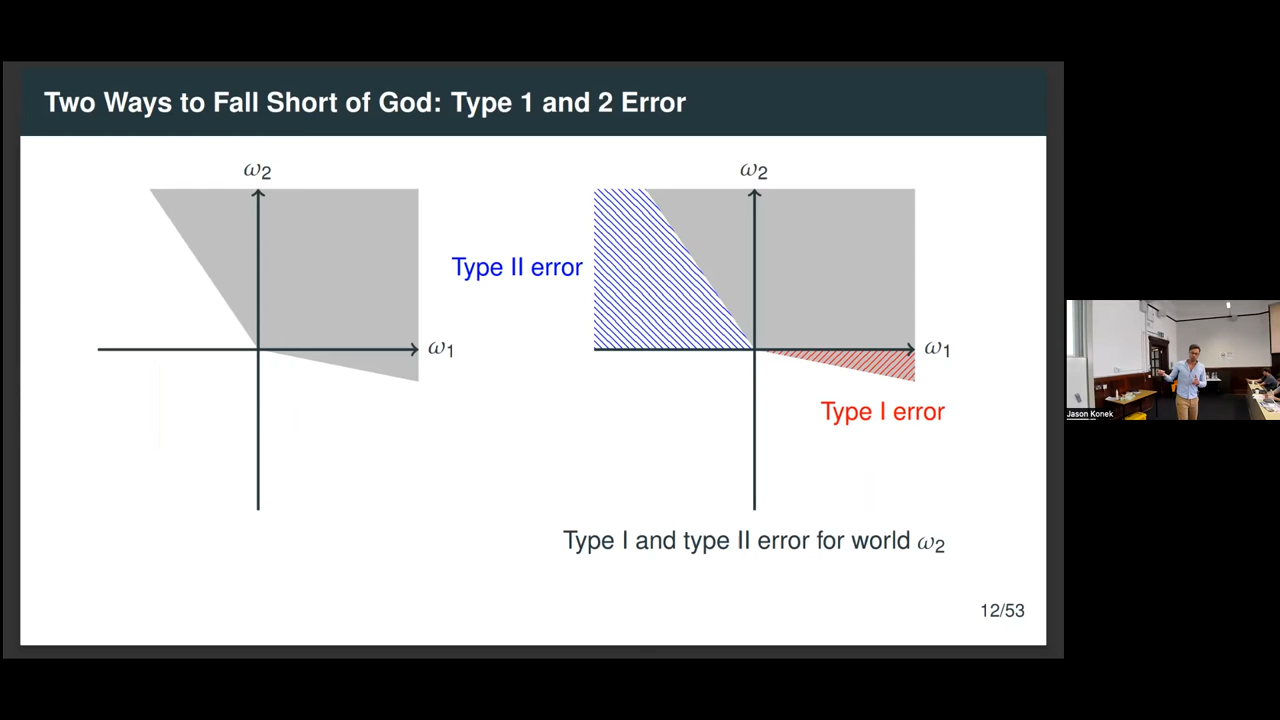 Two Ways to Fall Short of God: Type 1 and 2 Error
ω2
ω1
ω2
Type II error
ω1
Type I error
Type I and type II error for world ω2
12/53
Jason Konek